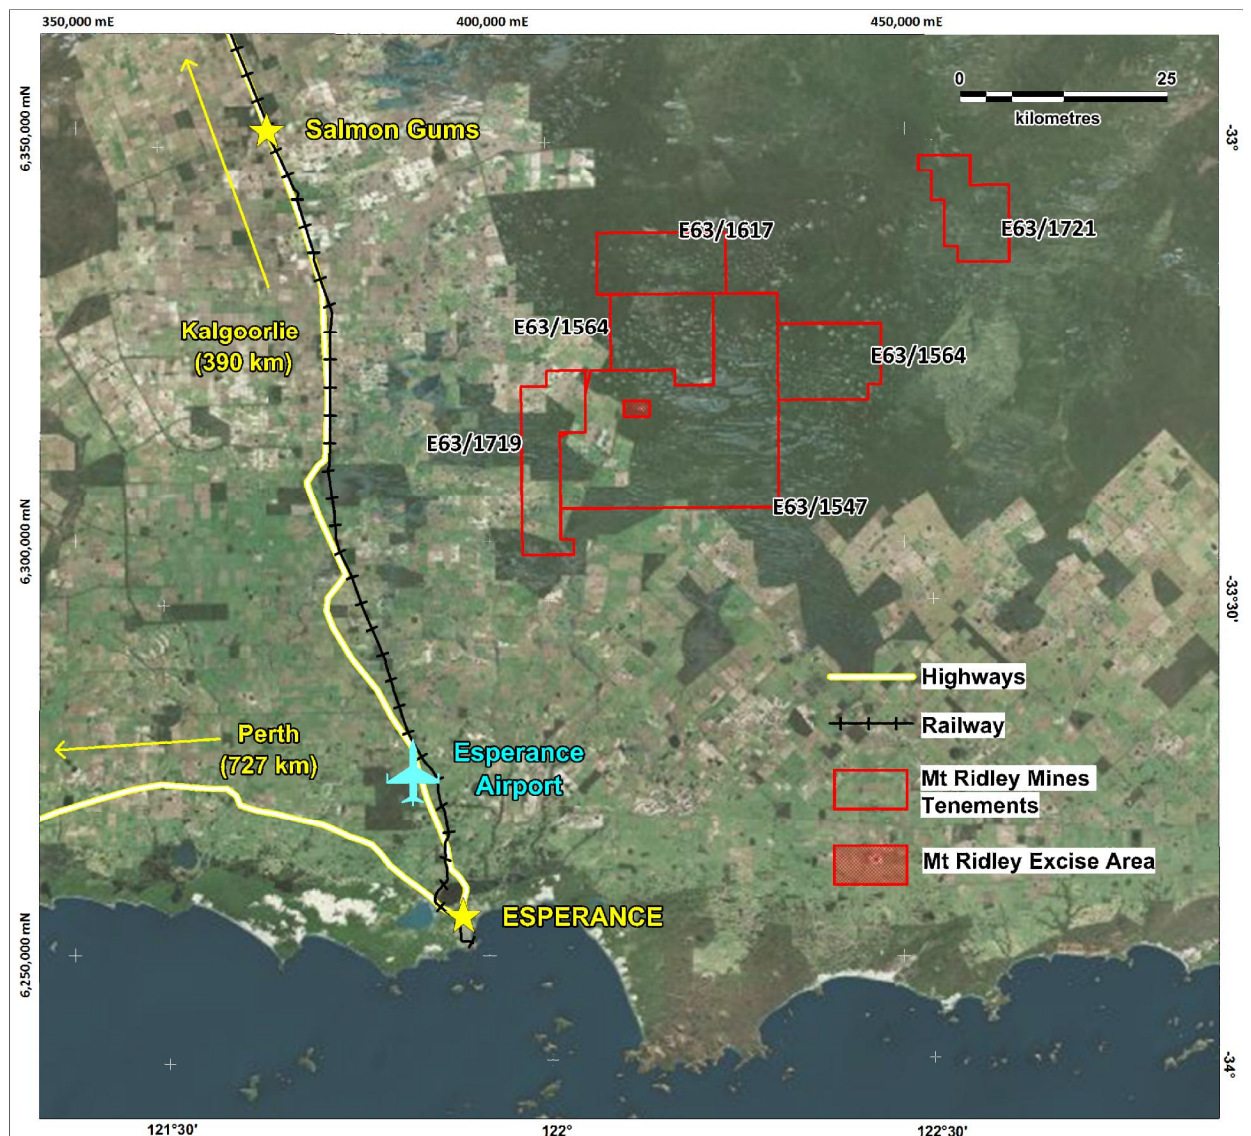 350,000 mE
400,000 mE
450,000 mE
0
25
kilometres
6,350,000 mN
Salmon Gums
-33°
E63/1617
E63/1721
Kalgoorlie
(390 km)
E63/1564
E63/1564
E63/1719
E63/1547
6,300,000 mN
-33°30'
Highways
Perth
(727 km)
Railway
Esperance
Airport
Mt Ridley Mines
Tenements
Mt Ridley Excise Area
ESPERANCE
6,250,000 mN
-34°
121°30'
122°
122°30'